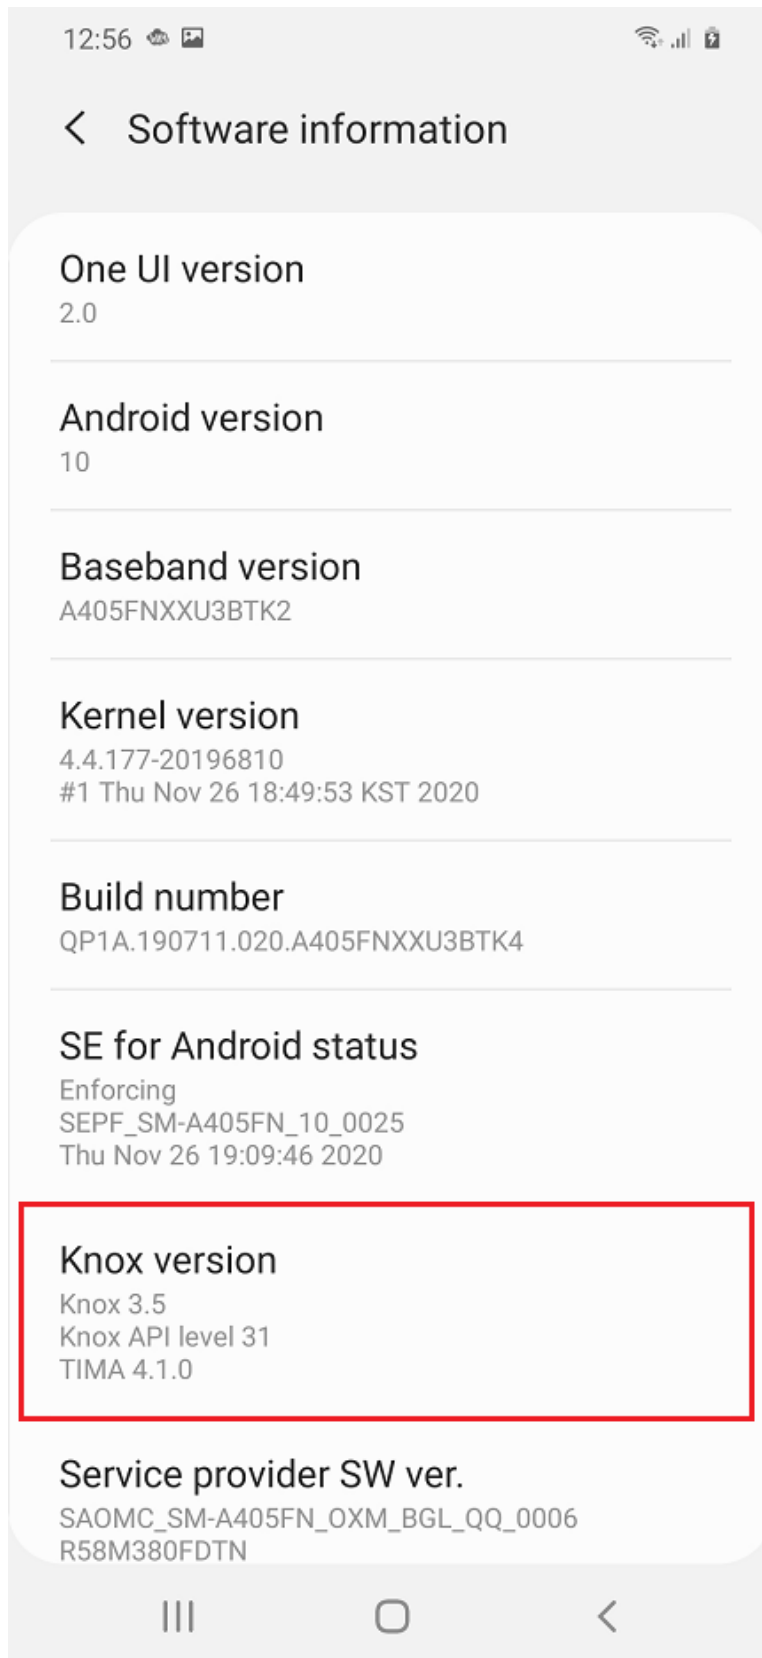 12:56
Software information
One UI version
2.0
Android version
10
Baseband version
A405FNXXU3BTK2
Kernel version
4.4.177-20196810
#1 Thu Nov 26 18:49:53 KST 2020
Build number
QP1A.190711.020.A405FNXXU3BTK4
SE for Android status
Enforcing
SEPF_SM-A405FN_10_0025
Thu Nov 26 19:09:46 2020
Knox version
Knox 3.5
Knox API level 31
TIMA 4.1.0
Service provider SW ver.
SAOMC_SM-A405FN_OXM_BGL_QQ_0006
R58M380FDTN